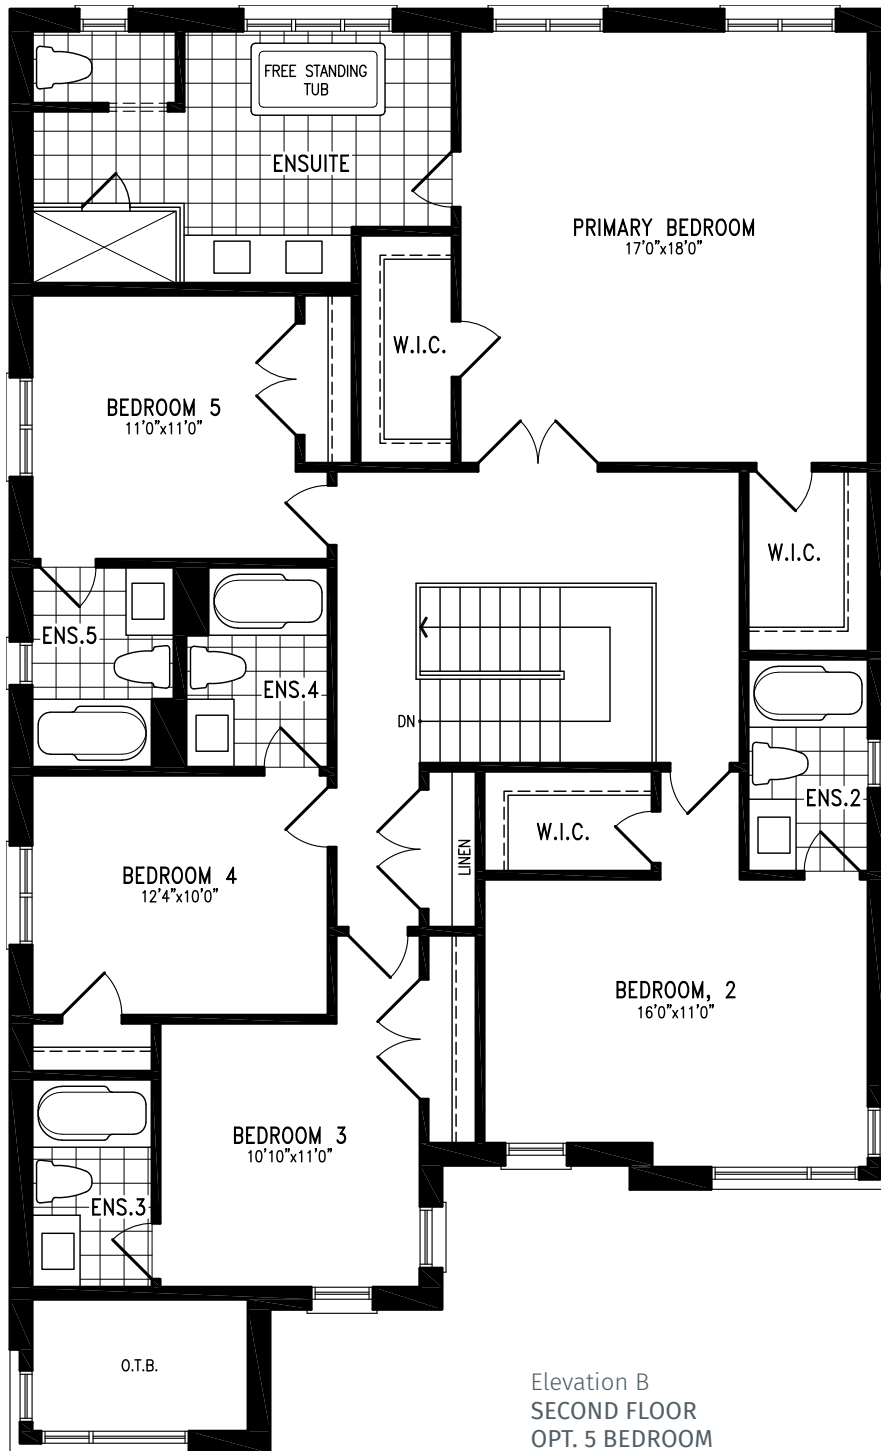 FREE STANDING
TUB
ENSUITE
PRIMARY BEDROOM
17'0"x18'0"
W.I.C.
BEDROOM 5
11'0"x11'0"
W.I.C.
ENS.5
ENS.4
DN
ENS.2
W.I.C.
LINEN
BEDROOM 4
12'4"x10'0"
BEDROOM, 2
16'0"x11'0"
BEDROOM 3
10'10"x11'0"
ENS.3
O.T.B.
Elevation B
SECOND FLOOR
OPT. 5 BEDROOM